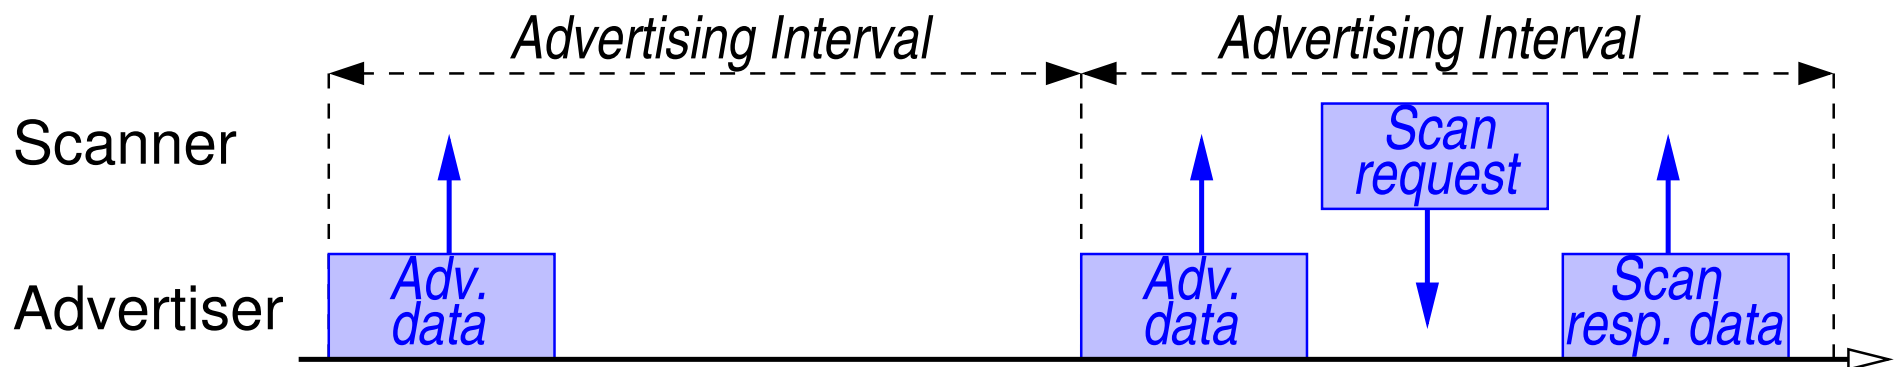 Advertising Interval
Advertising Interval
Scanner
Scan
request
Advertiser
Adv.
data
Adv.
data
Scan
resp. data